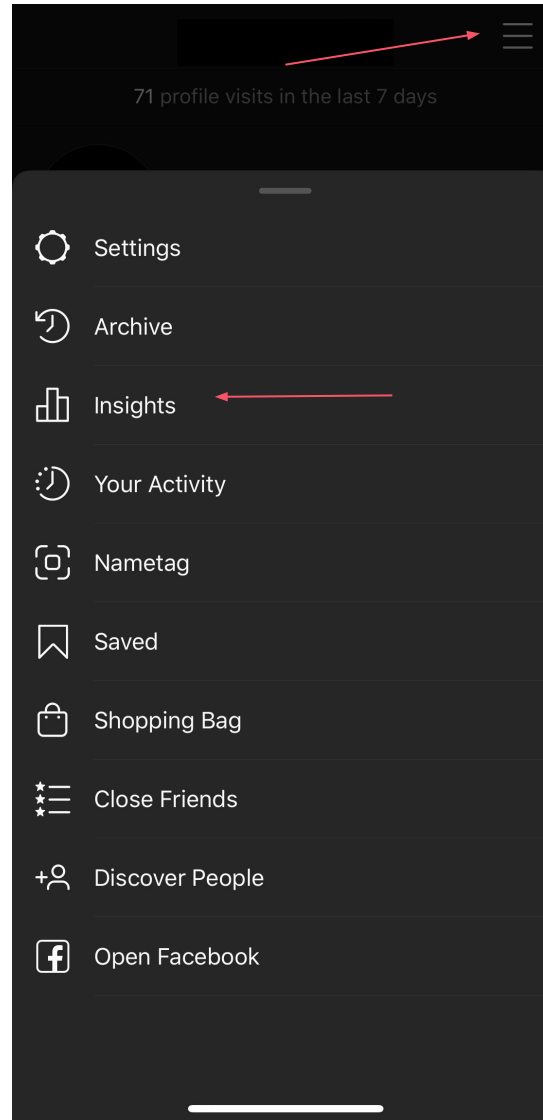 71 profile visits in the last 7 days
Settings
Archive
Insights
Your Activity
Nametag
Saved
Shopping Bag
Close Friends
Discover People
Open Facebook